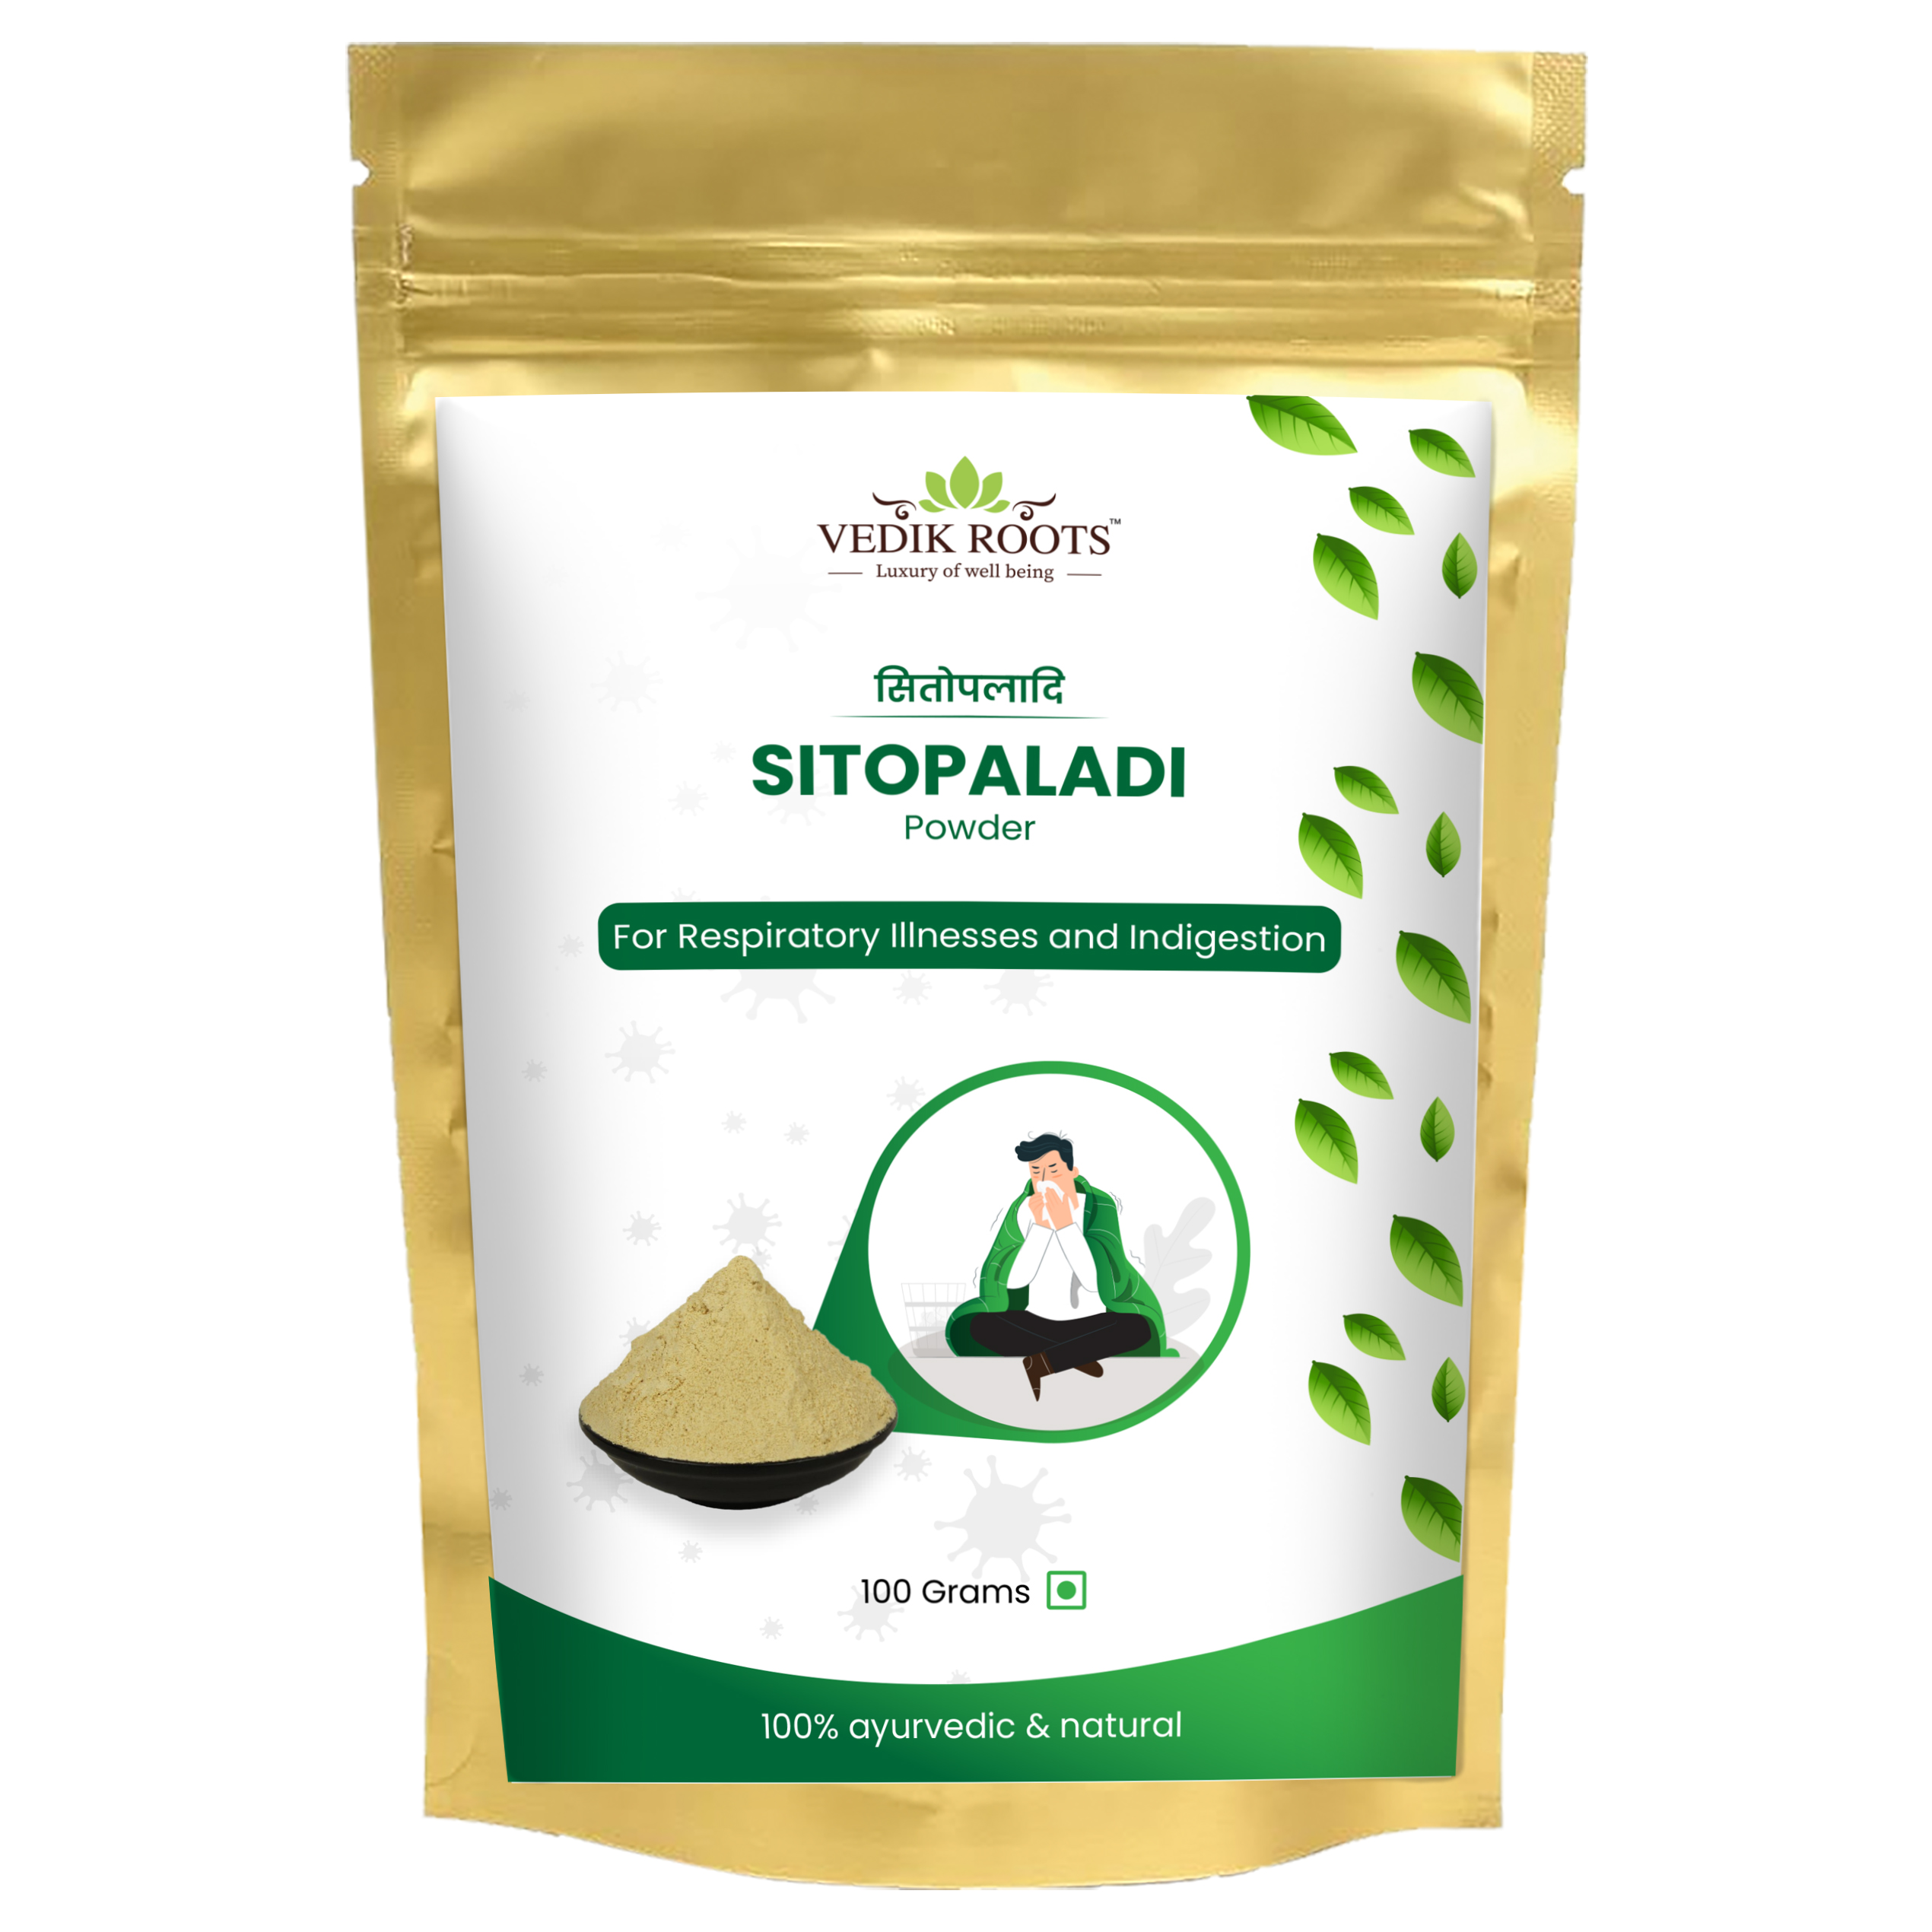 VEDIK ROOTS™
Luxury of well being
सितोपलादि
SITOPALADI
Powder
For Respiratory Illnesses and Indigestion
100 Grams
100% ayurvedic & natural